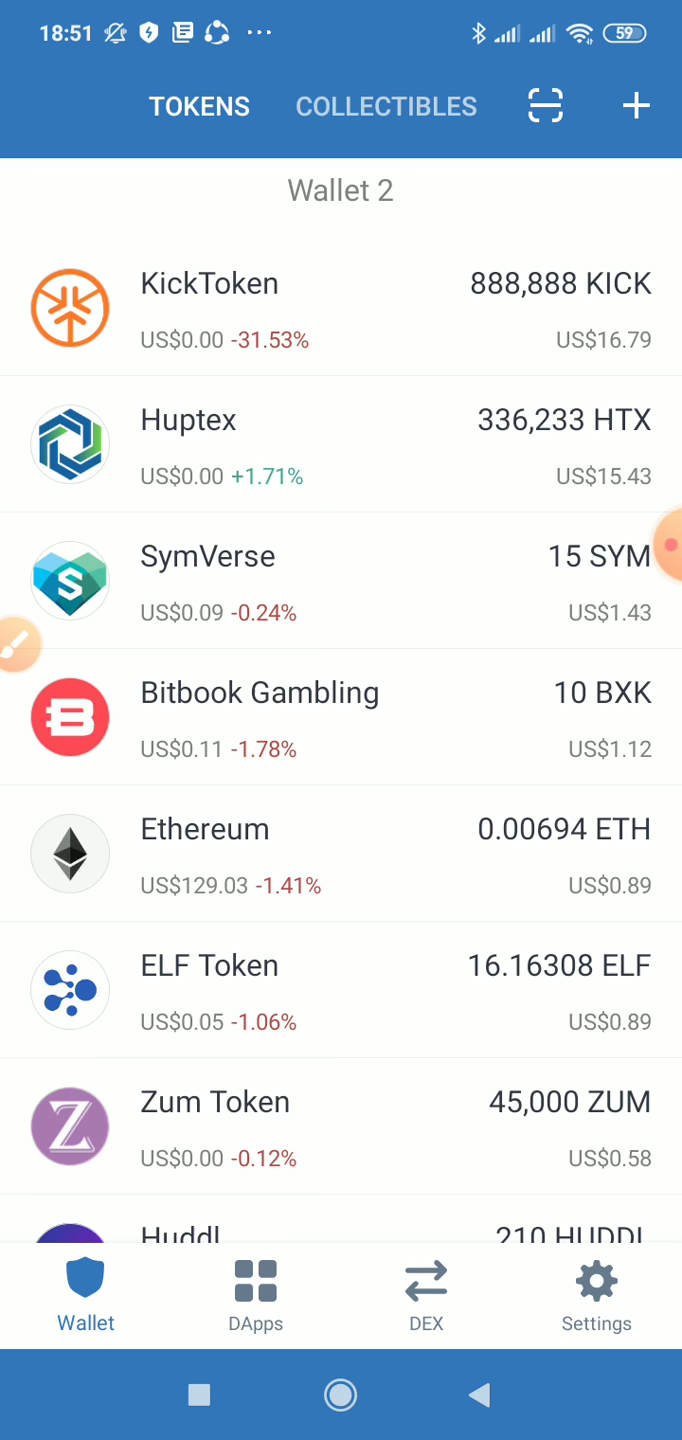 18:51 59
TOKENS COLLECTIBLES
Wallet 2
KickToken 888,888 KICK
US$0.00 -31.53% US$16.79
Huptex 336,233 HTX
US$0.00 +1.71% US$15.43
SymVerse 15 SYM
US$0.09 -0.24% US$1.43
Bitbook Gambling 10 BXK
US$0.11 -1.78% US$1.12
Ethereum 0.00694 ETH
US$129.03 -1.41% US$0.89
ELF Token 16.16308 ELF
US$0.05 -1.06% US$0.89
Zum Token 45,000 ZUM
US$0.00 -0.12% US$0.58
Huddl 210 HUDDL
Wallet DApps DEX Settings